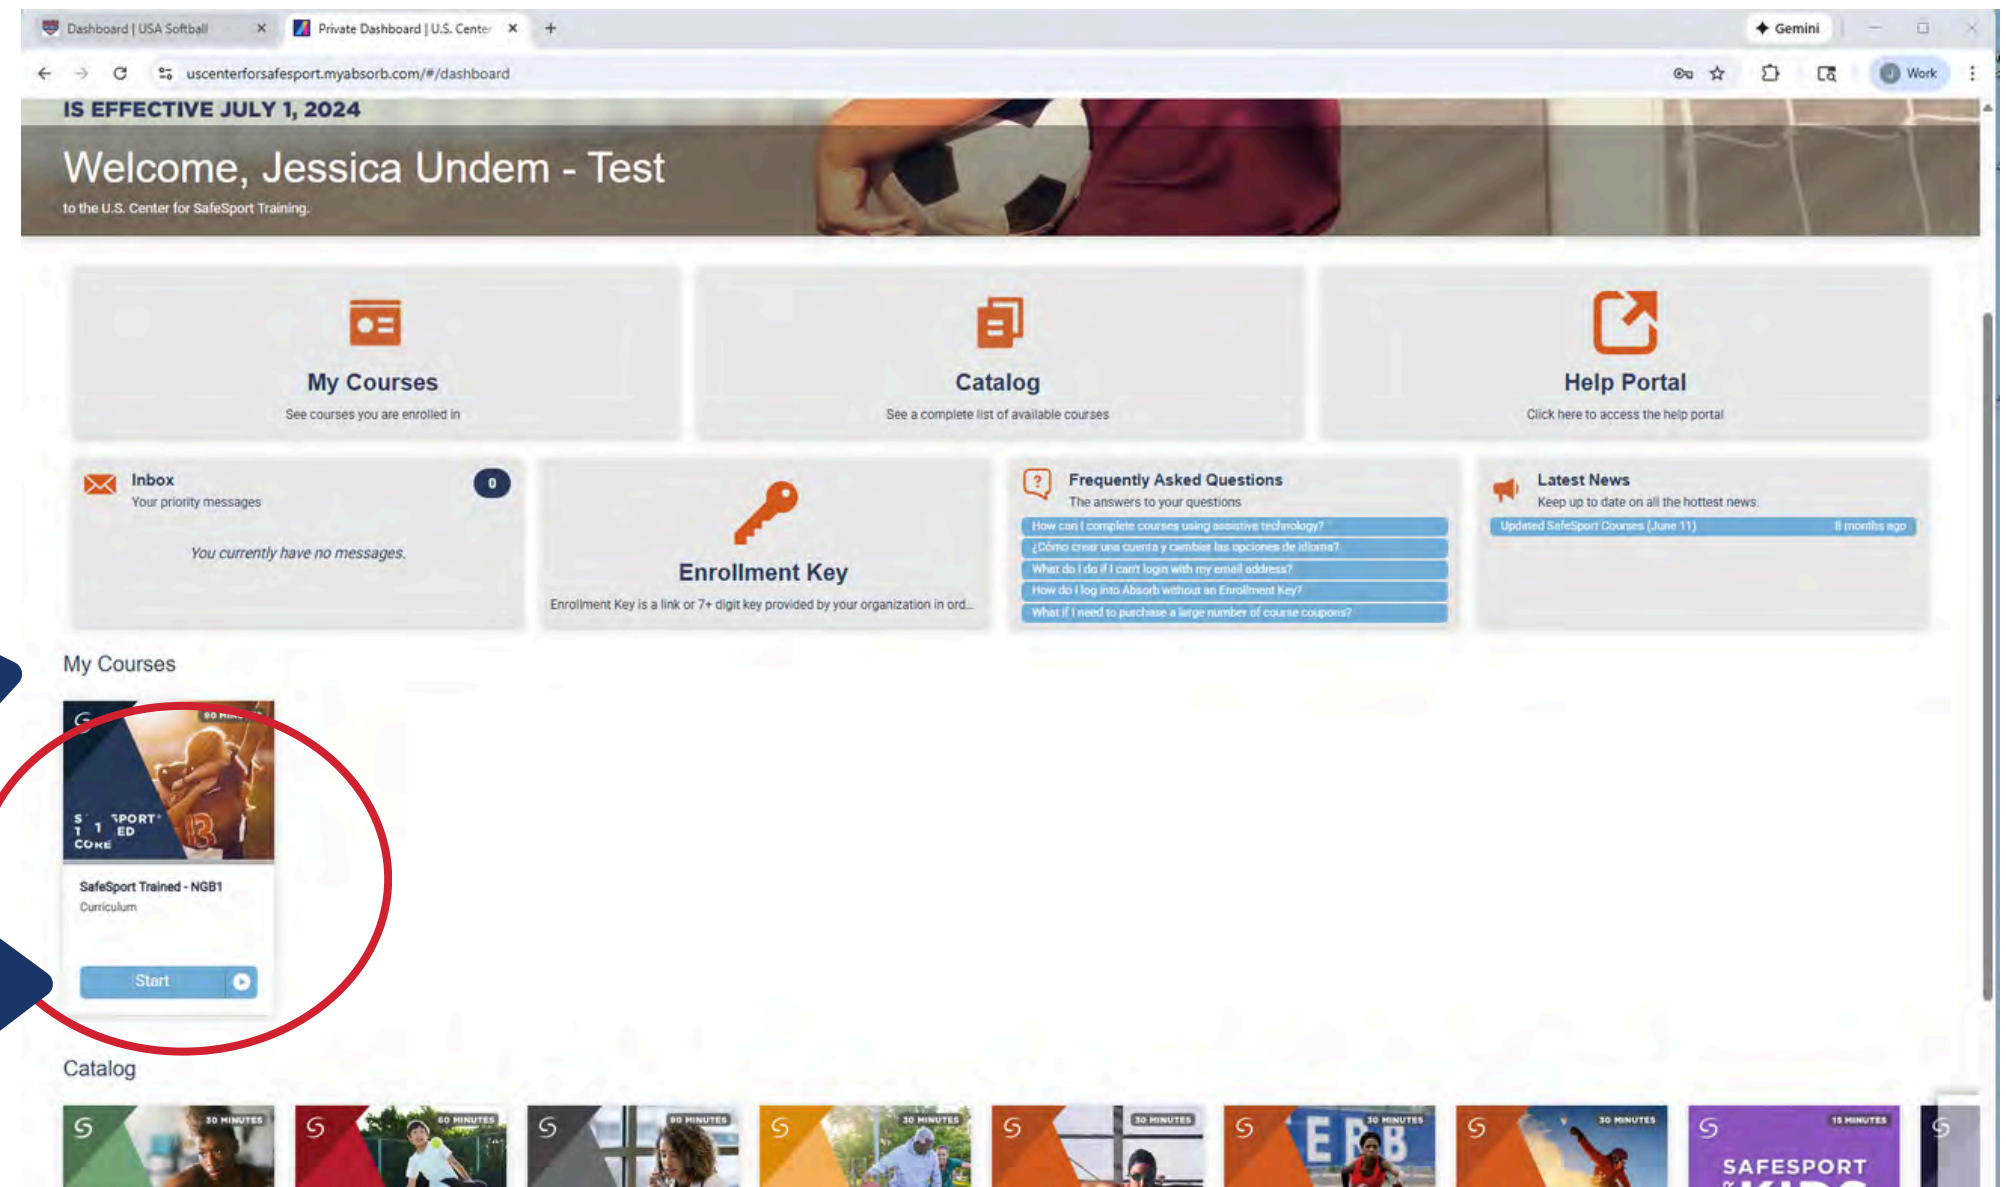 Dashboard | USA Softball
Private Dashboard | U.S. Center
Gemini
uscenterforsafesport.myabsorb.com/#/dashboard
Work
IS EFFECTIVE JULY 1, 2024
Welcome, Jessica Undem - Test
to the U.S. Center for SafeSport Training.
My Courses
See courses you are enrolled in
Catalog
See a complete list of available courses
Help Portal
Click here to access the help portal
Inbox
Your priority messages
0
You currently have no messages.
Enrollment Key
Enrollment Key is a link or 7+ digit key provided by your organization in ord...
Frequently Asked Questions
The answers to your questions
How can I complete courses using assistive technology?
¿Cómo crear una cuenta y cambiar las opciones de idioma?
What do I do if I can't login with my email address?
How do I log into Absorb without an Enrollment Key?
What if I need to purchase a large number of course coupons?
Latest News
Keep up to date on all the hottest news.
Updated SafeSport Courses (June 11) 8 months ago
My Courses
90
13
1
CORE
SafeSport Trained - NGB1
Curriculum
Start
Catalog
30 MINUTES
60 MINUTES
90 MINUTES
30 MINUTES
30 MINUTES
30 MINUTES
30 MINUTES
15 MINUTES
SAFESPORT
KIDS